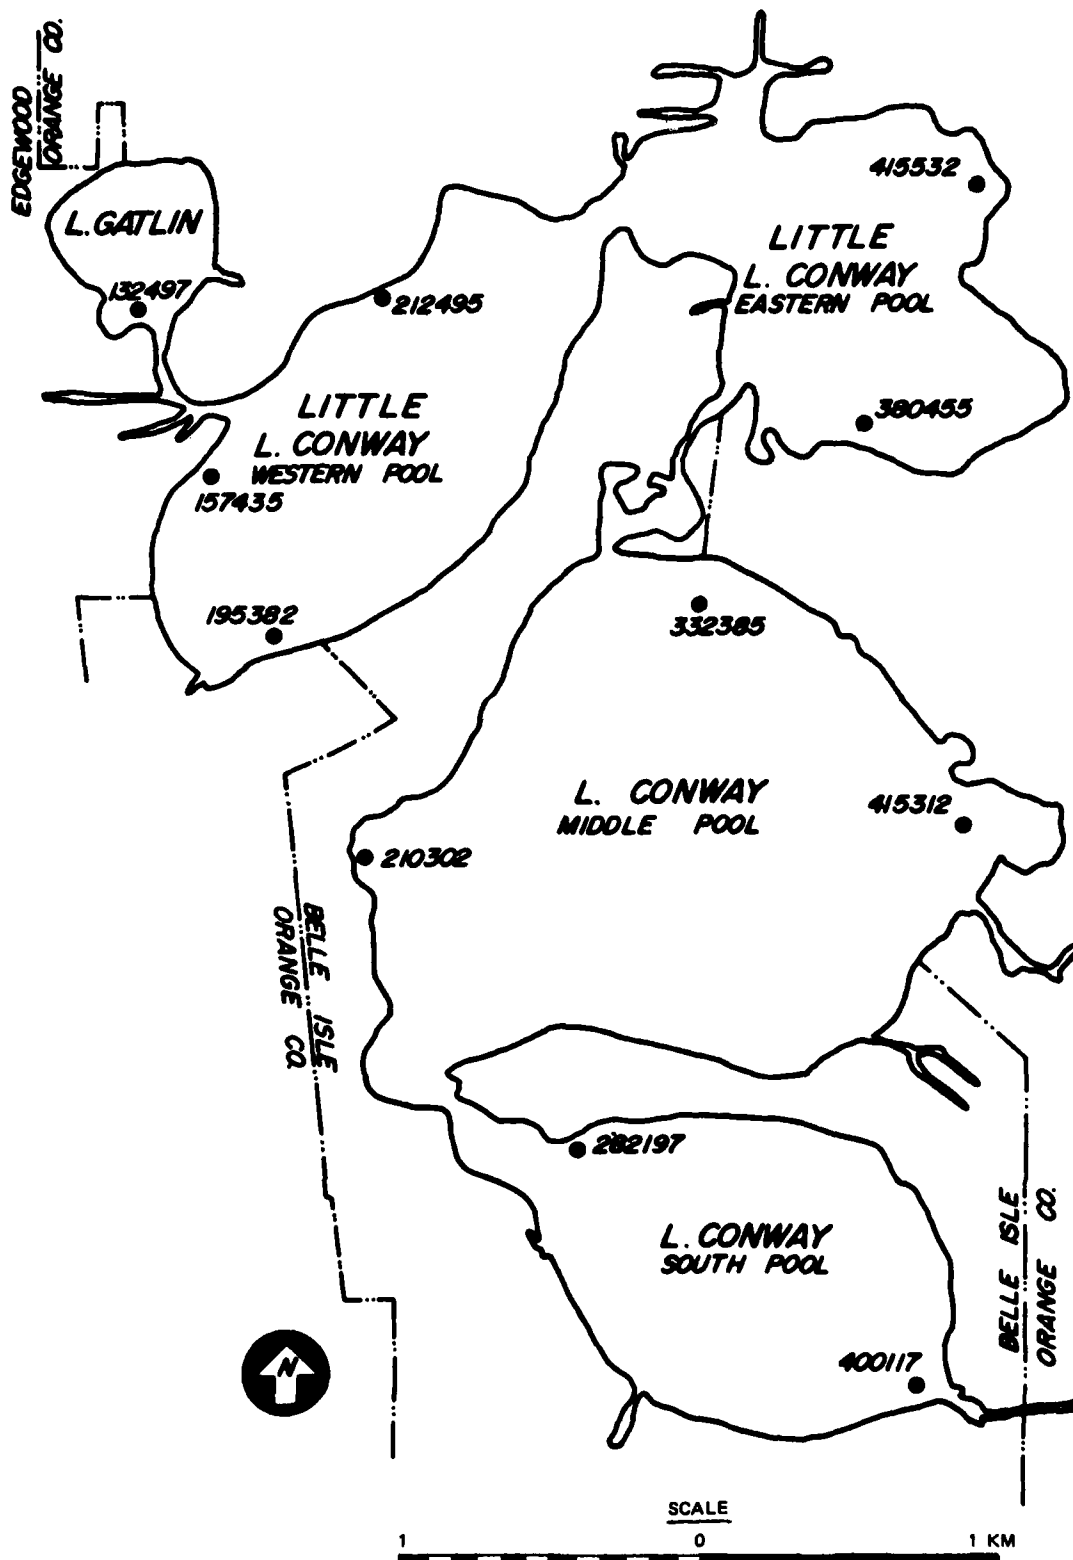 EDGEWOOD
ORANGE CO.
L. GATLIN
132497
212495
415532
LITTLE
L. CONWAY
EASTERN POOL
380455
LITTLE
L. CONWAY
WESTERN POOL
157435
195382
332385
L. CONWAY
MIDDLE POOL
415312
210302
BELLE ISLE
ORANGE CO.
282197
L. CONWAY
SOUTH POOL
400117
BELLE ISLE
ORANGE CO.
N
SCALE
1 0 1 KM